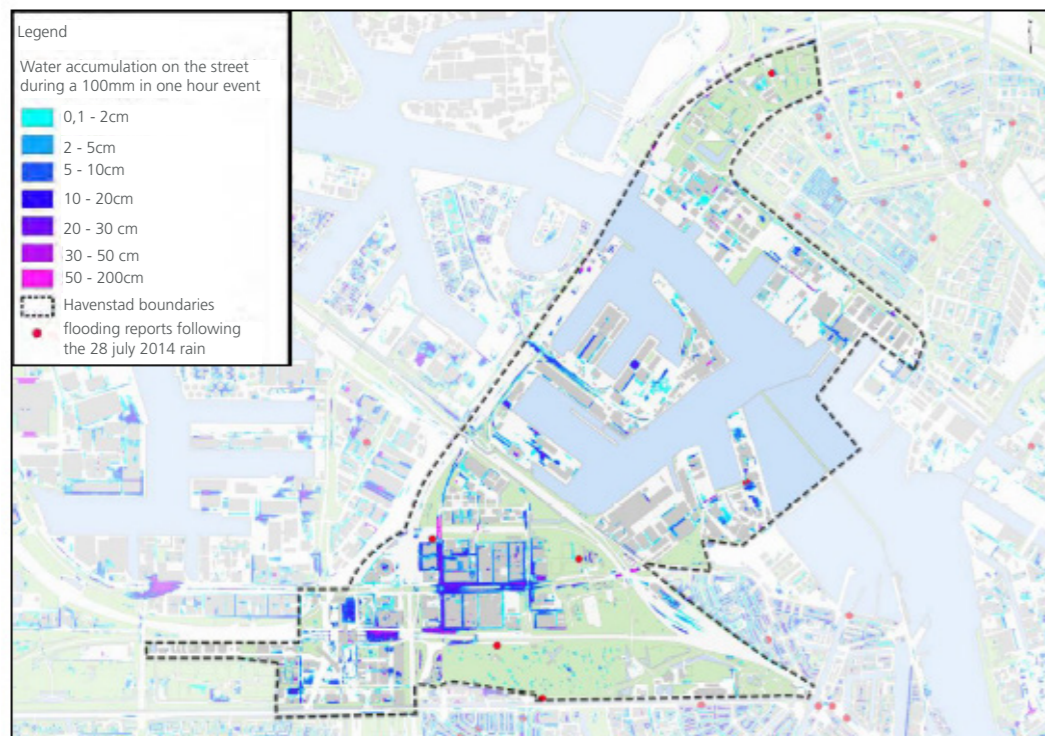 Legend
Water accumulation on the street
during a 100mm in one hour event
0,1 - 2cm
2 - 5cm
5 - 10cm
10 - 20cm
20 - 30 cm
30 - 50 cm
50 - 200cm
Havenstad boundaries
flooding reports following
the 28 july 2014 rain